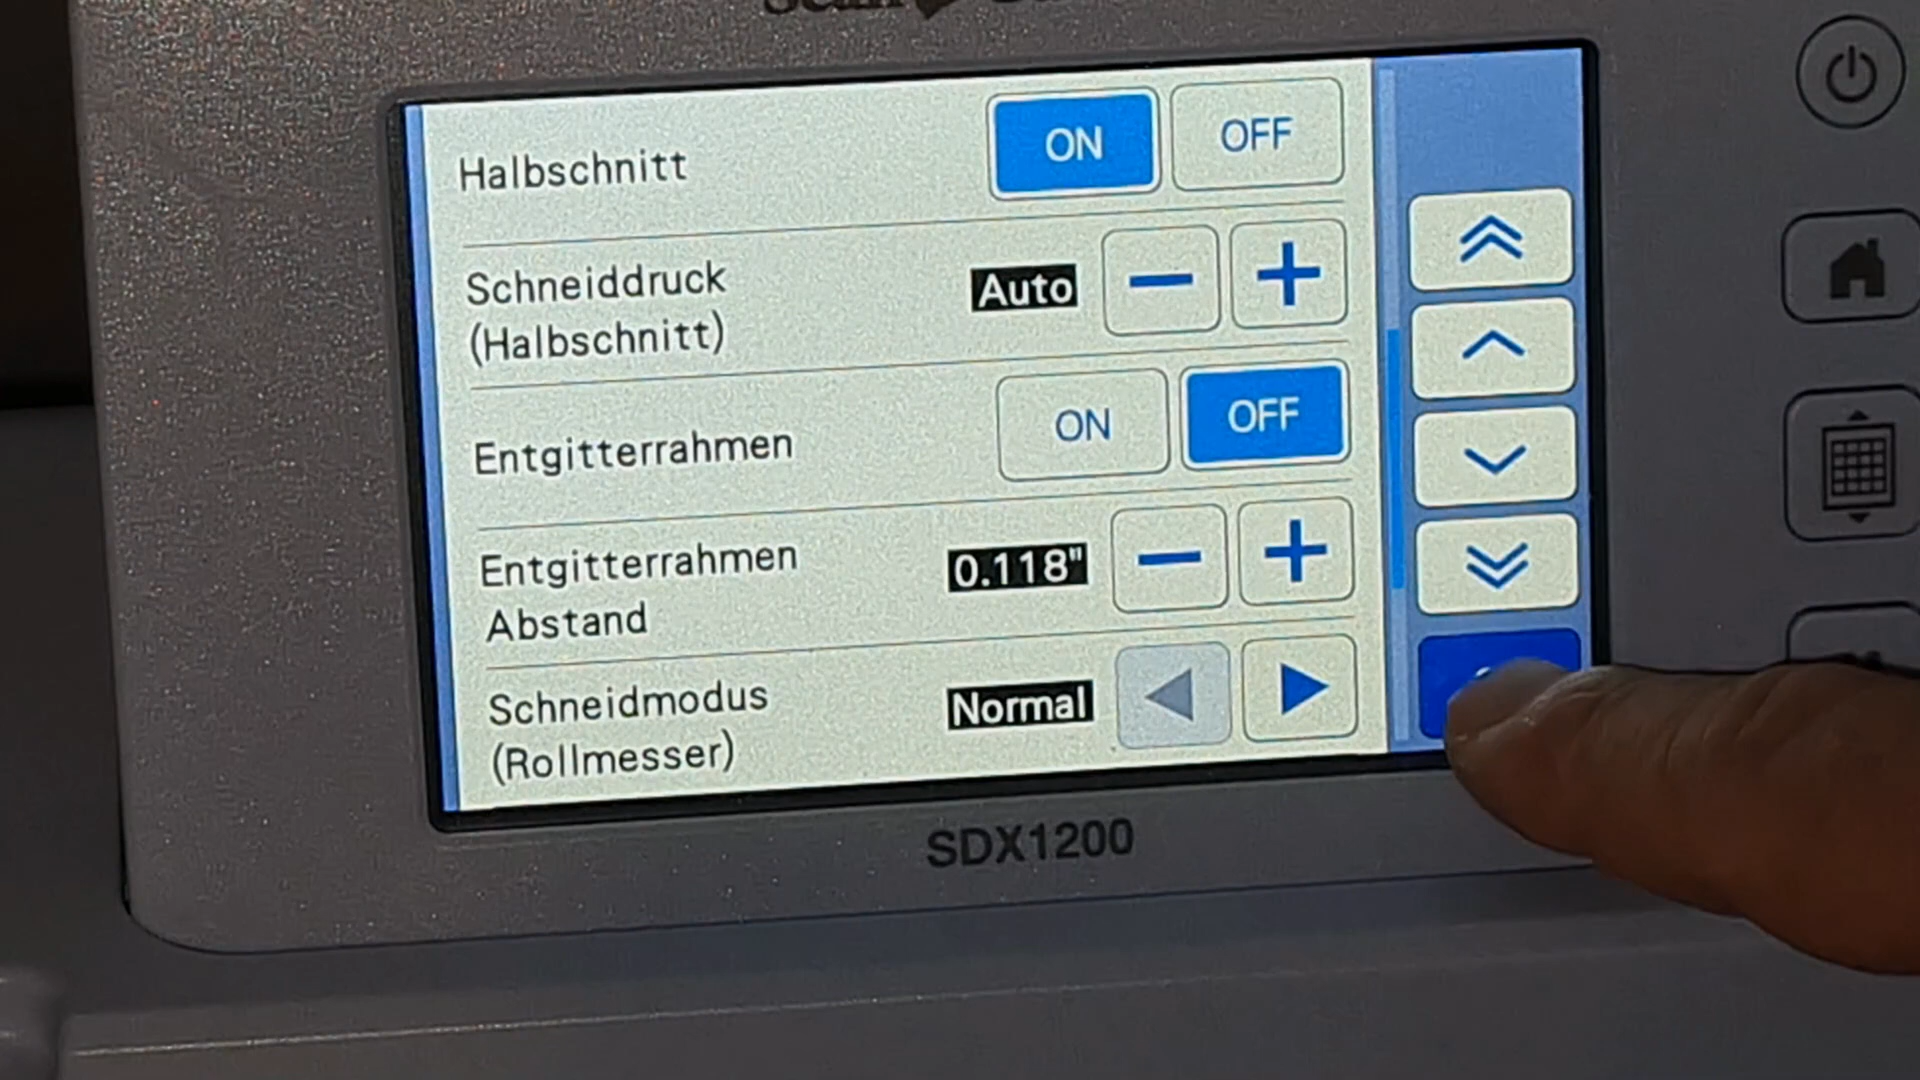 Halbschnitt ON OFF
Schneiddruck
(Halbschnitt) Auto
Entgitterrahmen ON OFF
Entgitterrahmen
Abstand 0.118"
Schneidmodus
(Rollmesser) Normal
SDX1200